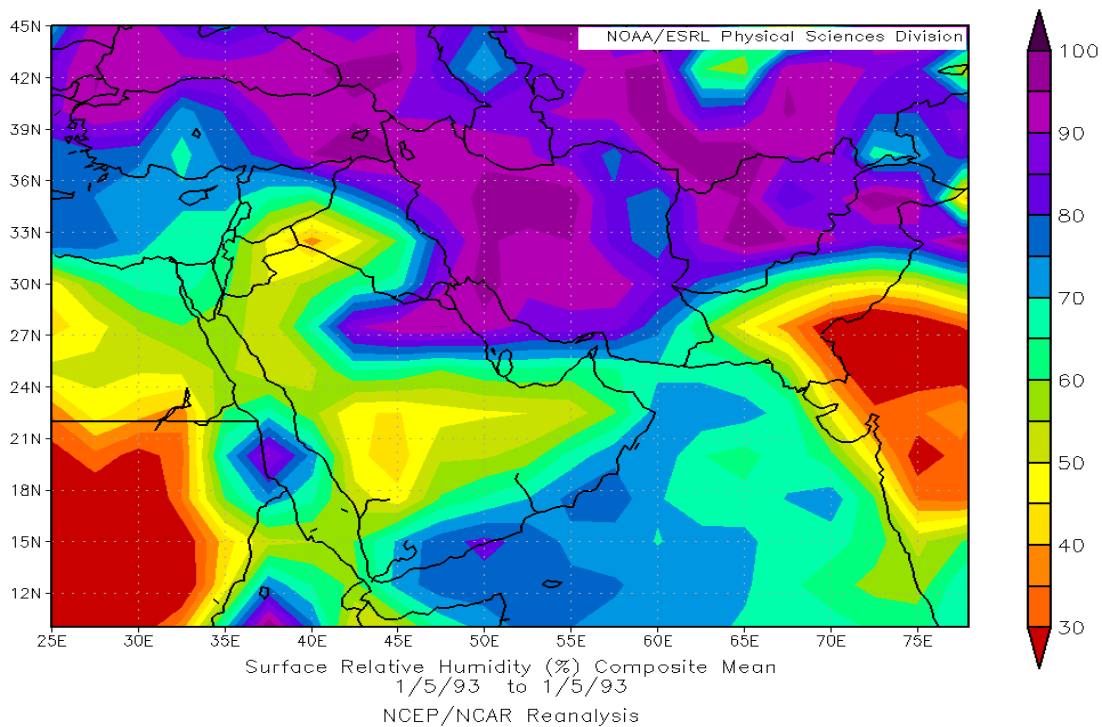 NOAA/ESRL Physical Sciences Division
45N
42N
39N
36N
33N
30N
27N
24N
21N
18N
15N
12N
25E 30E 35E 40E 45E 50E 55E 60E 65E 70E 75E
100
90
80
70
60
50
40
30
Surface Relative Humidity (%) Composite Mean
1/5/93 to 1/5/93
NCEP/NCAR Reanalysis